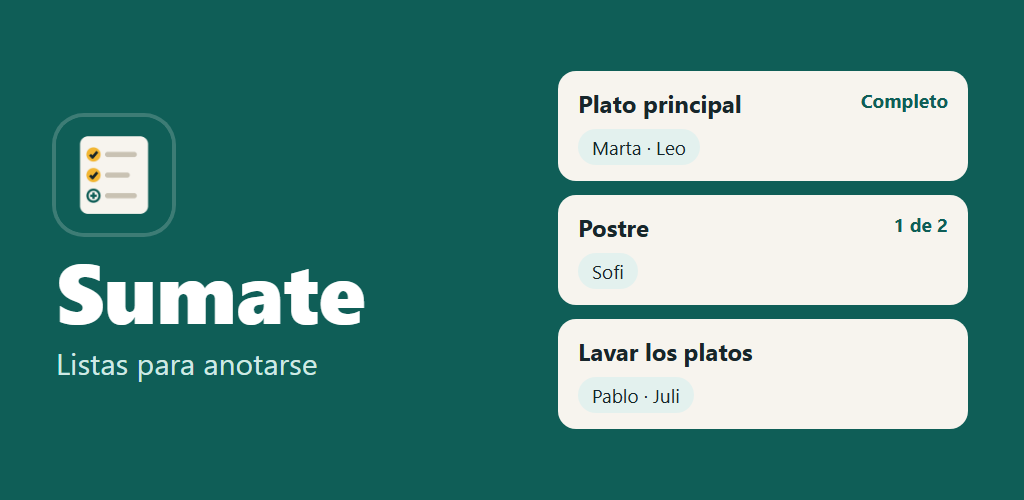 Sumate
Listas para anotarse
Plato principal
Completo
Marta · Leo
Postre
1 de 2
Sofi
Lavar los platos
Pablo · Juli